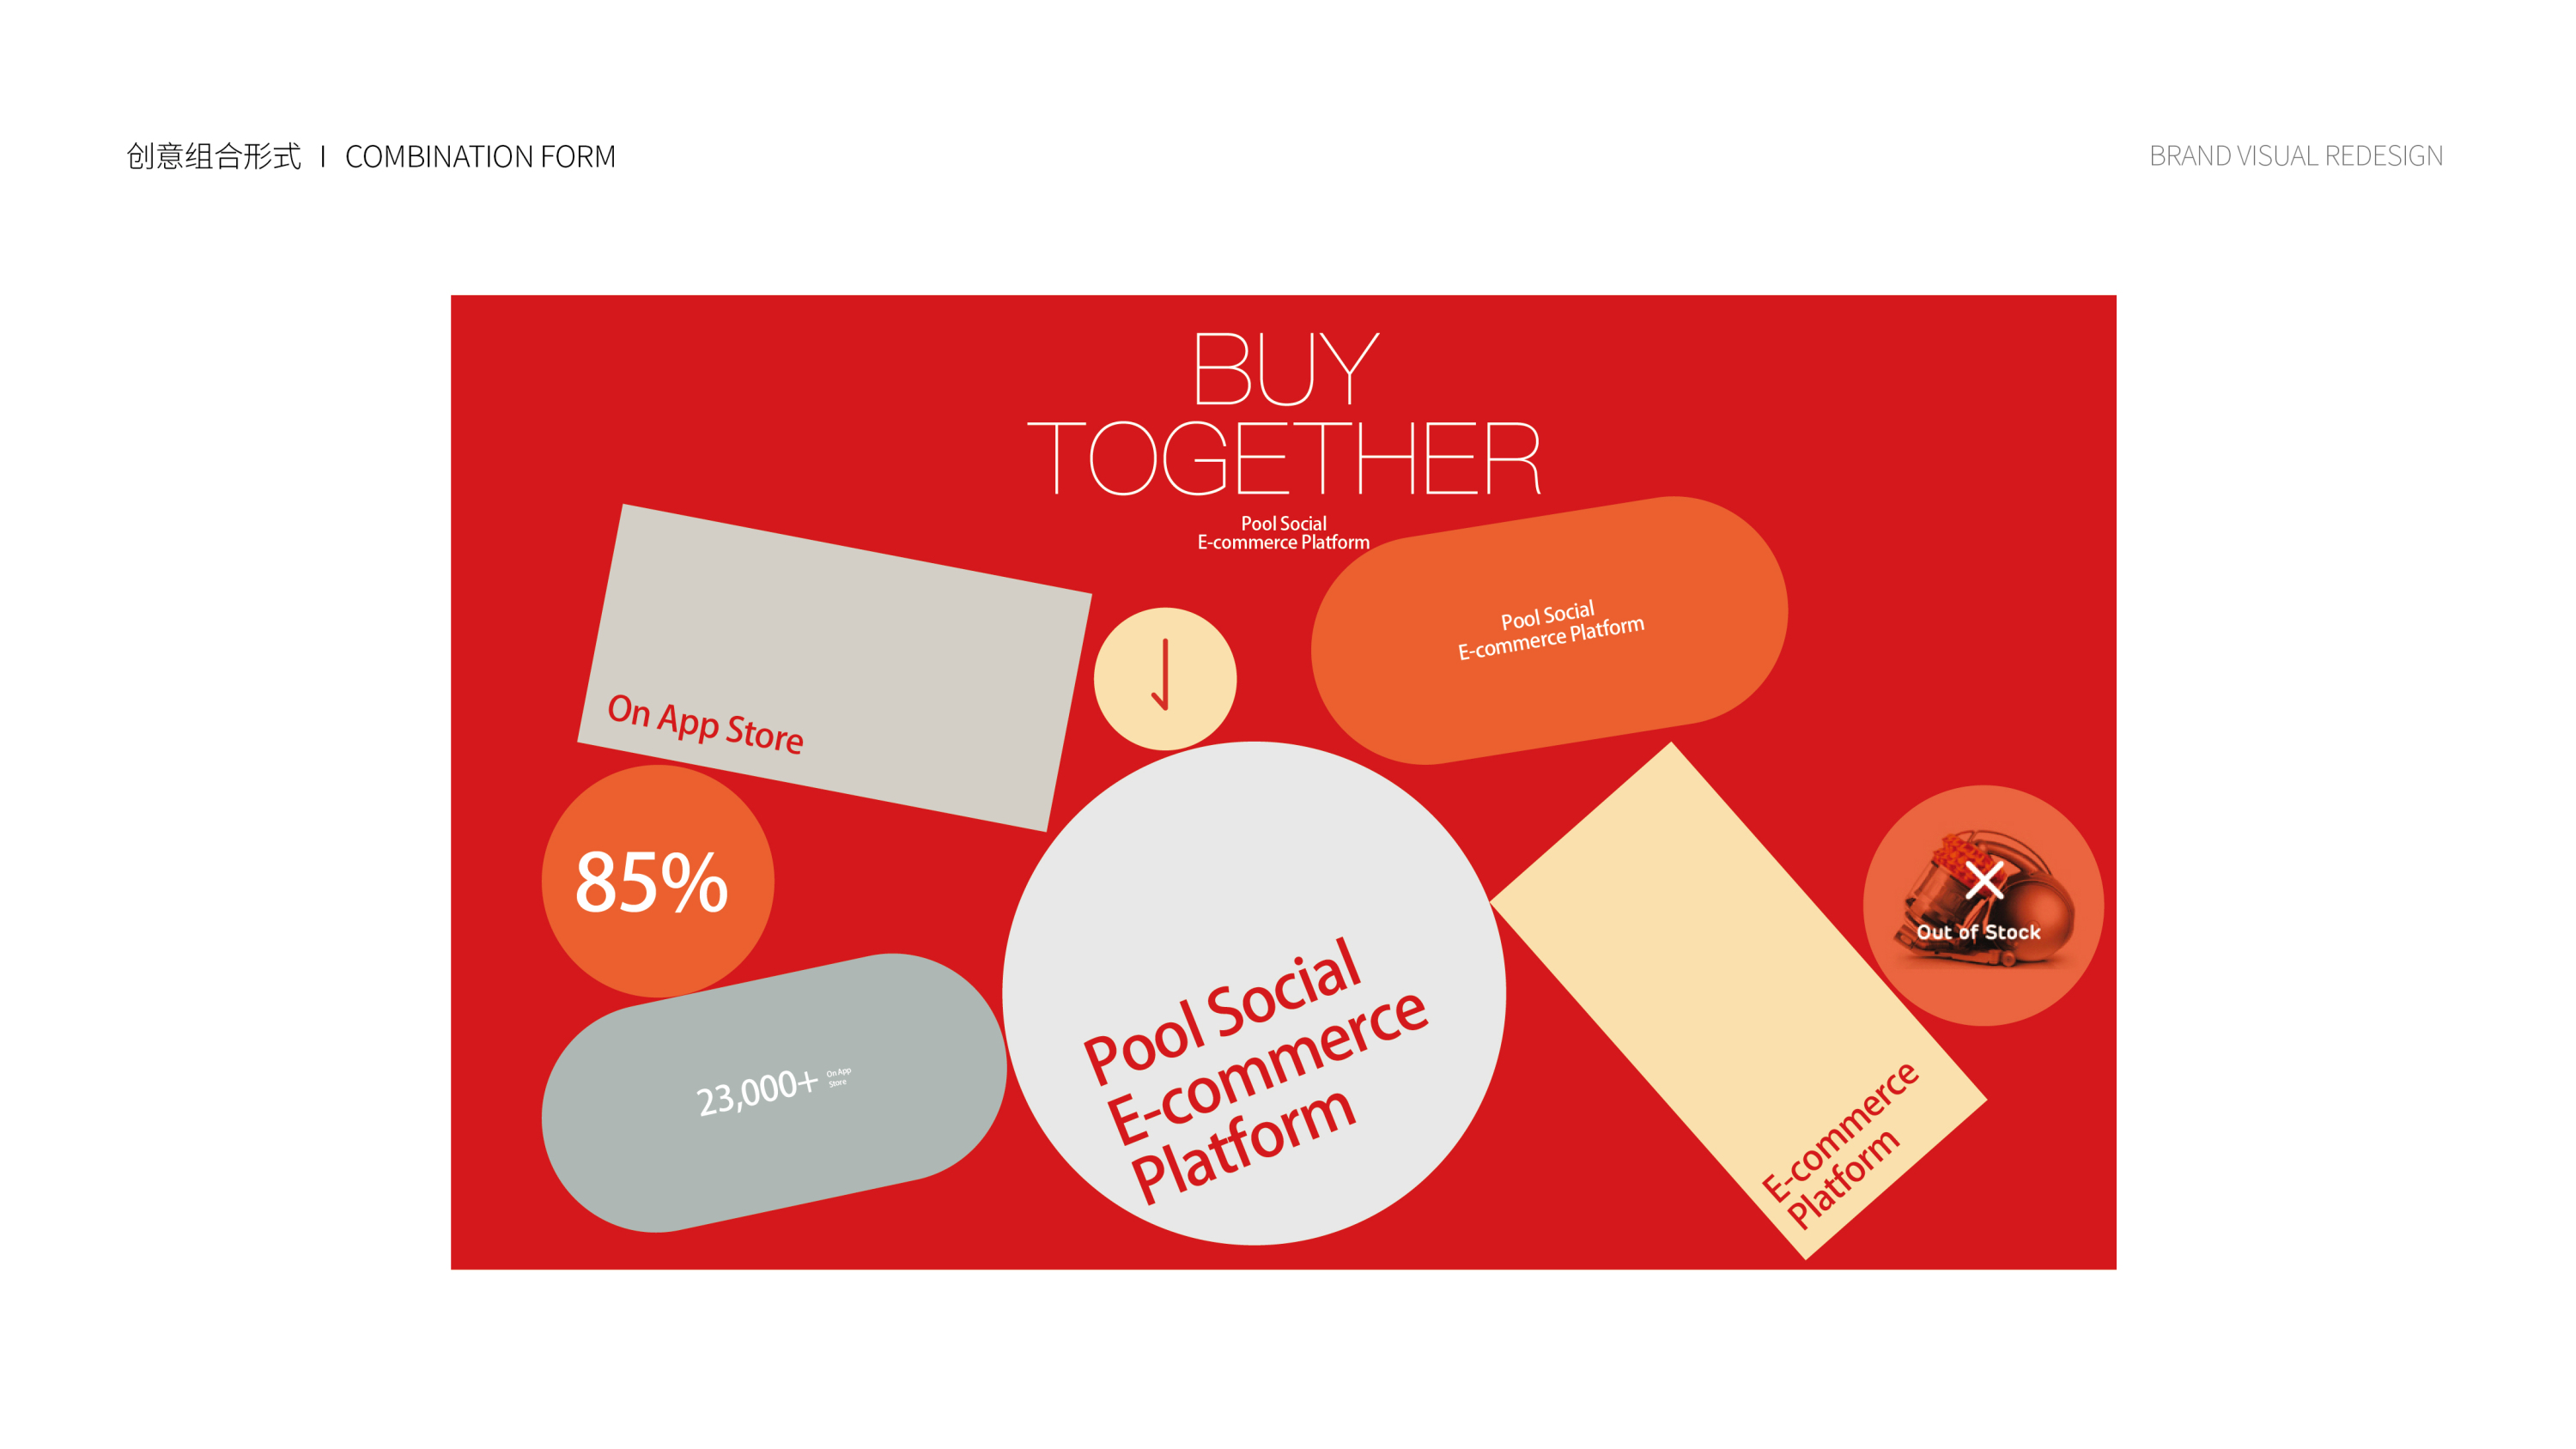 创意组合形式 I COMBINATION FORM
BRAND VISUAL REDESIGN
BUY
TOGETHER
Pool Social
E-commerce Platform
Pool Social
E-commerce Platform
On App Store
85%
Out of Stock
23,000+
On App
Store
Pool Social
E-commerce
Platform
E-commerce
Platform